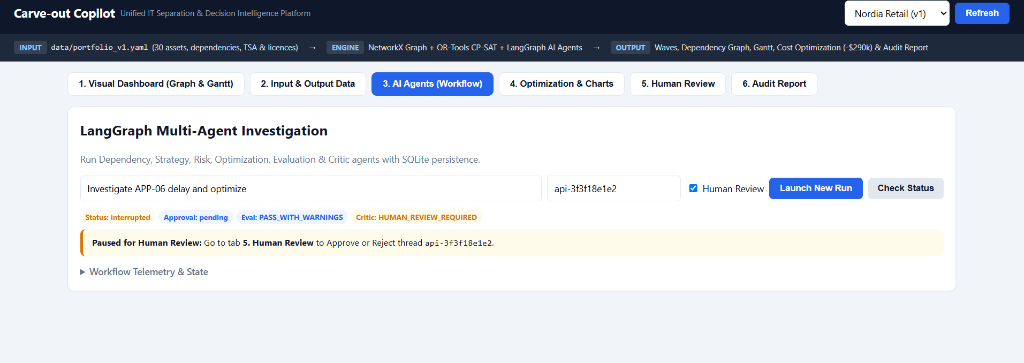 Carve-out Copilot Unified IT Separation & Decision Intelligence Platform Nordia Retail (v1) Refresh
INPUT data/portfolio_v1.yaml (30 assets, dependencies, TSA & licences) → ENGINE NetworkX Graph + OR-Tools CP-SAT + LangGraph AI Agents → OUTPUT Waves, Dependency Graph, Gantt, Cost Optimization (-$290k) & Audit Report
1. Visual Dashboard (Graph & Gantt) 2. Input & Output Data 3. AI Agents (Workflow) 4. Optimization & Charts 5. Human Review 6. Audit Report
LangGraph Multi-Agent Investigation
Run Dependency, Strategy, Risk, Optimization, Evaluation & Critic agents with SQLite persistence.
Investigate APP-06 delay and optimize api-3f3f18e1e2 Human Review Launch New Run Check Status
Status: interrupted Approval: pending Eval: PASS_WITH_WARNINGS Critic: HUMAN_REVIEW_REQUIRED
Paused for Human Review: Go to tab 5. Human Review to Approve or Reject thread api-3f3f18e1e2.
Workflow Telemetry & State